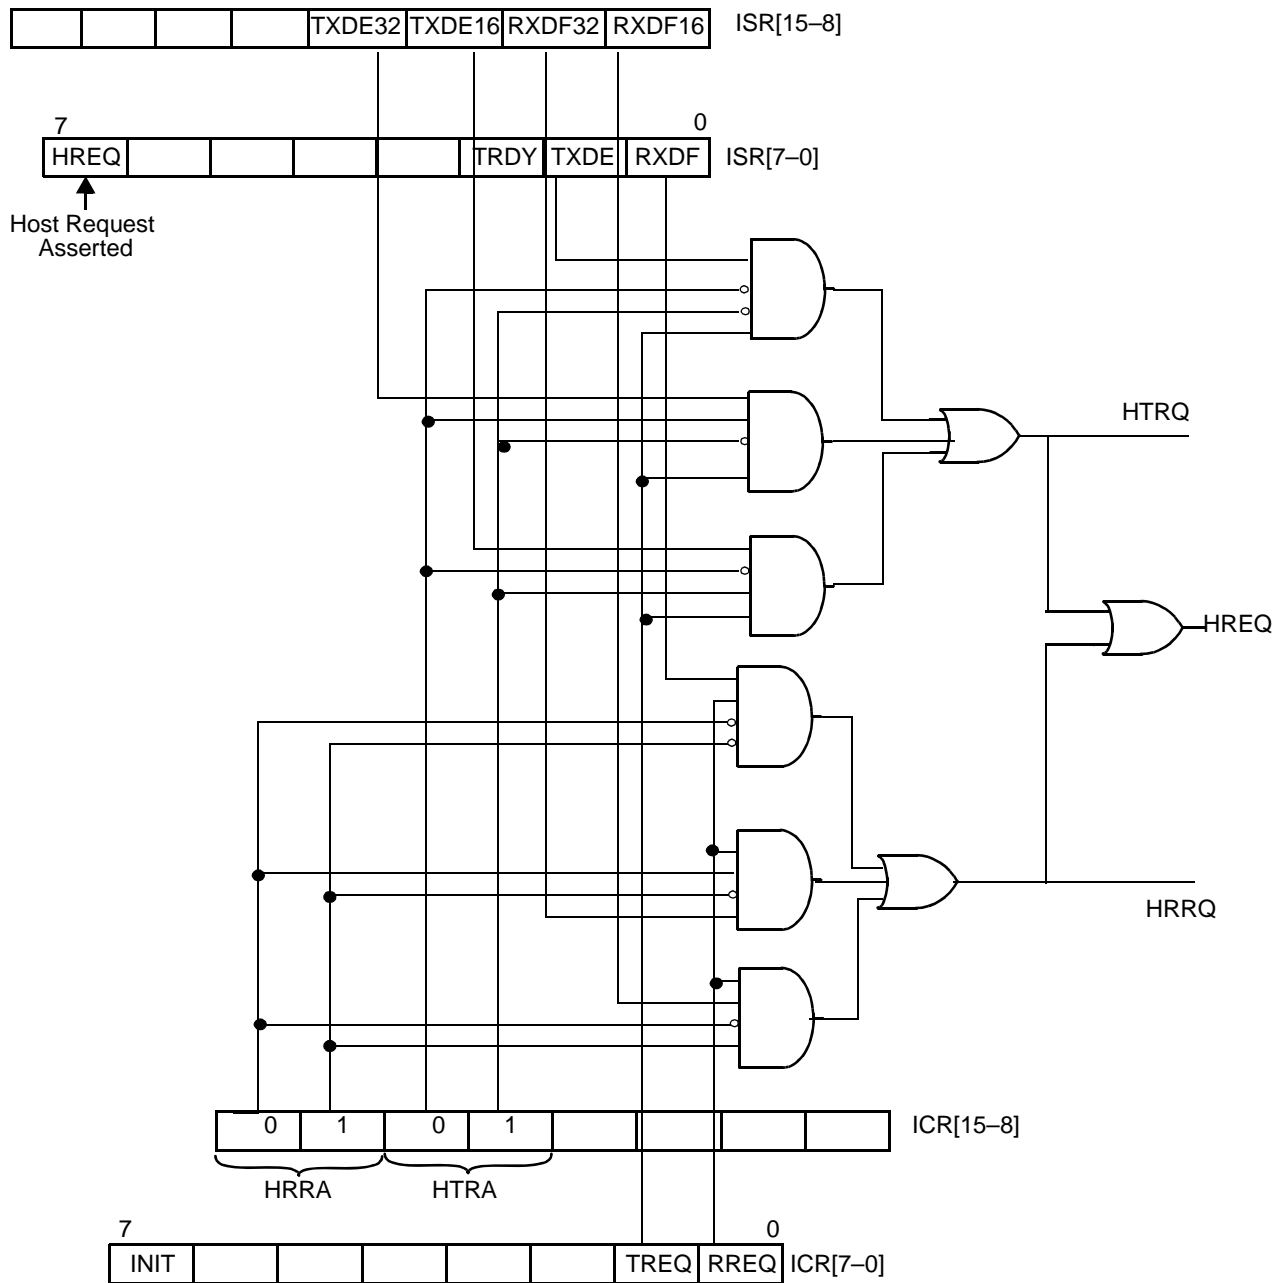 TXDE32 TXDE16 RXDF32 RXDF16 ISR[15–8]
7 0
HREQ TRDY TXDE RXDF ISR[7–0]
Host Request
Asserted
HTRQ
HREQ
HRRQ
0 1 0 1 ICR[15–8]
HRRA HTRA
7 0
INIT TREQ RREQ ICR[7–0]